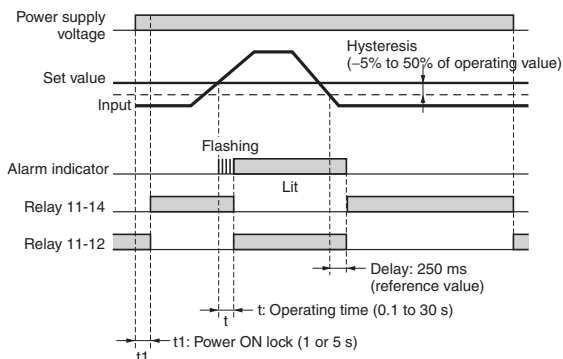 Power supply
voltage
Hysteresis
(−5% to 50% of operating value)
Set value
Input
Flashing
Alarm indicator
Lit
Relay 11-14
Relay 11-12
Delay: 250 ms
(reference value)
t: Operating time (0.1 to 30 s)
t
t1: Power ON lock (1 or 5 s)
t1